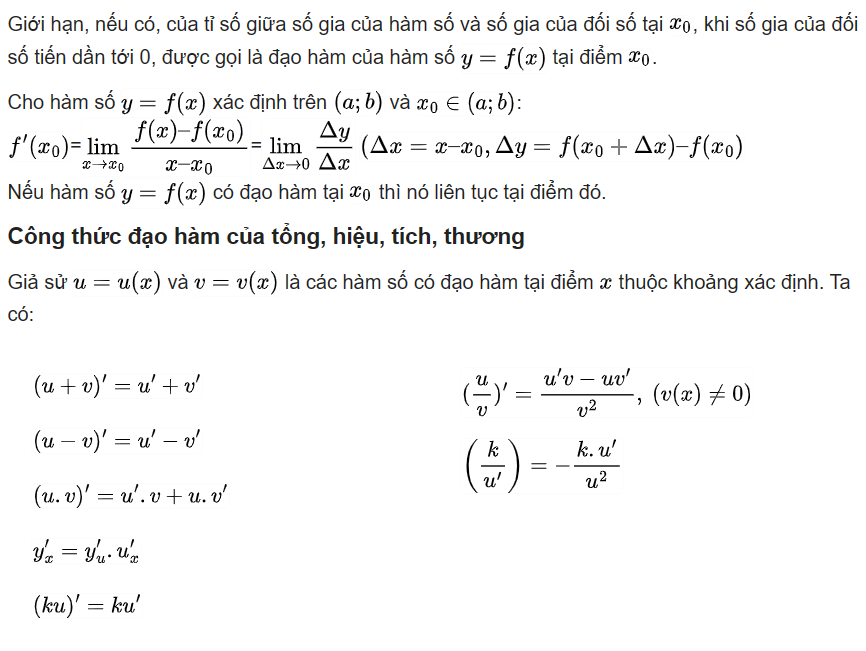 Giới hạn, nếu có, của tỉ số giữa số gia của hàm số và số gia của đối số tại x₀, khi số gia của đối
số tiến dần tới 0, được gọi là đạo hàm của hàm số y = f(x) tại điểm x₀.
Cho hàm số y = f(x) xác định trên (a; b) và x₀ ∈ (a; b):
f′(x₀)= lim_{x→x₀} \frac{f(x)–f(x₀)}{x–x₀} = lim_{Δx→0} \frac{Δy}{Δx} (Δx = x–x₀, Δy = f(x₀ + Δx)–f(x₀)
Nếu hàm số y = f(x) có đạo hàm tại x₀ thì nó liên tục tại điểm đó.
Công thức đạo hàm của tổng, hiệu, tích, thương
Giả sử u = u(x) và v = v(x) là các hàm số có đạo hàm tại điểm x thuộc khoảng xác định. Ta
có:
(u + v)′ = u′ + v′
(u − v)′ = u′ − v′
(u. v)′ = u′. v + u. v′
y′ₓ = y′ᵤ. u′ₓ
(ku)′ = ku′
(\frac{u}{v})′ = \frac{u′v − uv′}{v²}, (v(x) ≠ 0)
(\frac{k}{u′}) = −\frac{k. u′}{u²}